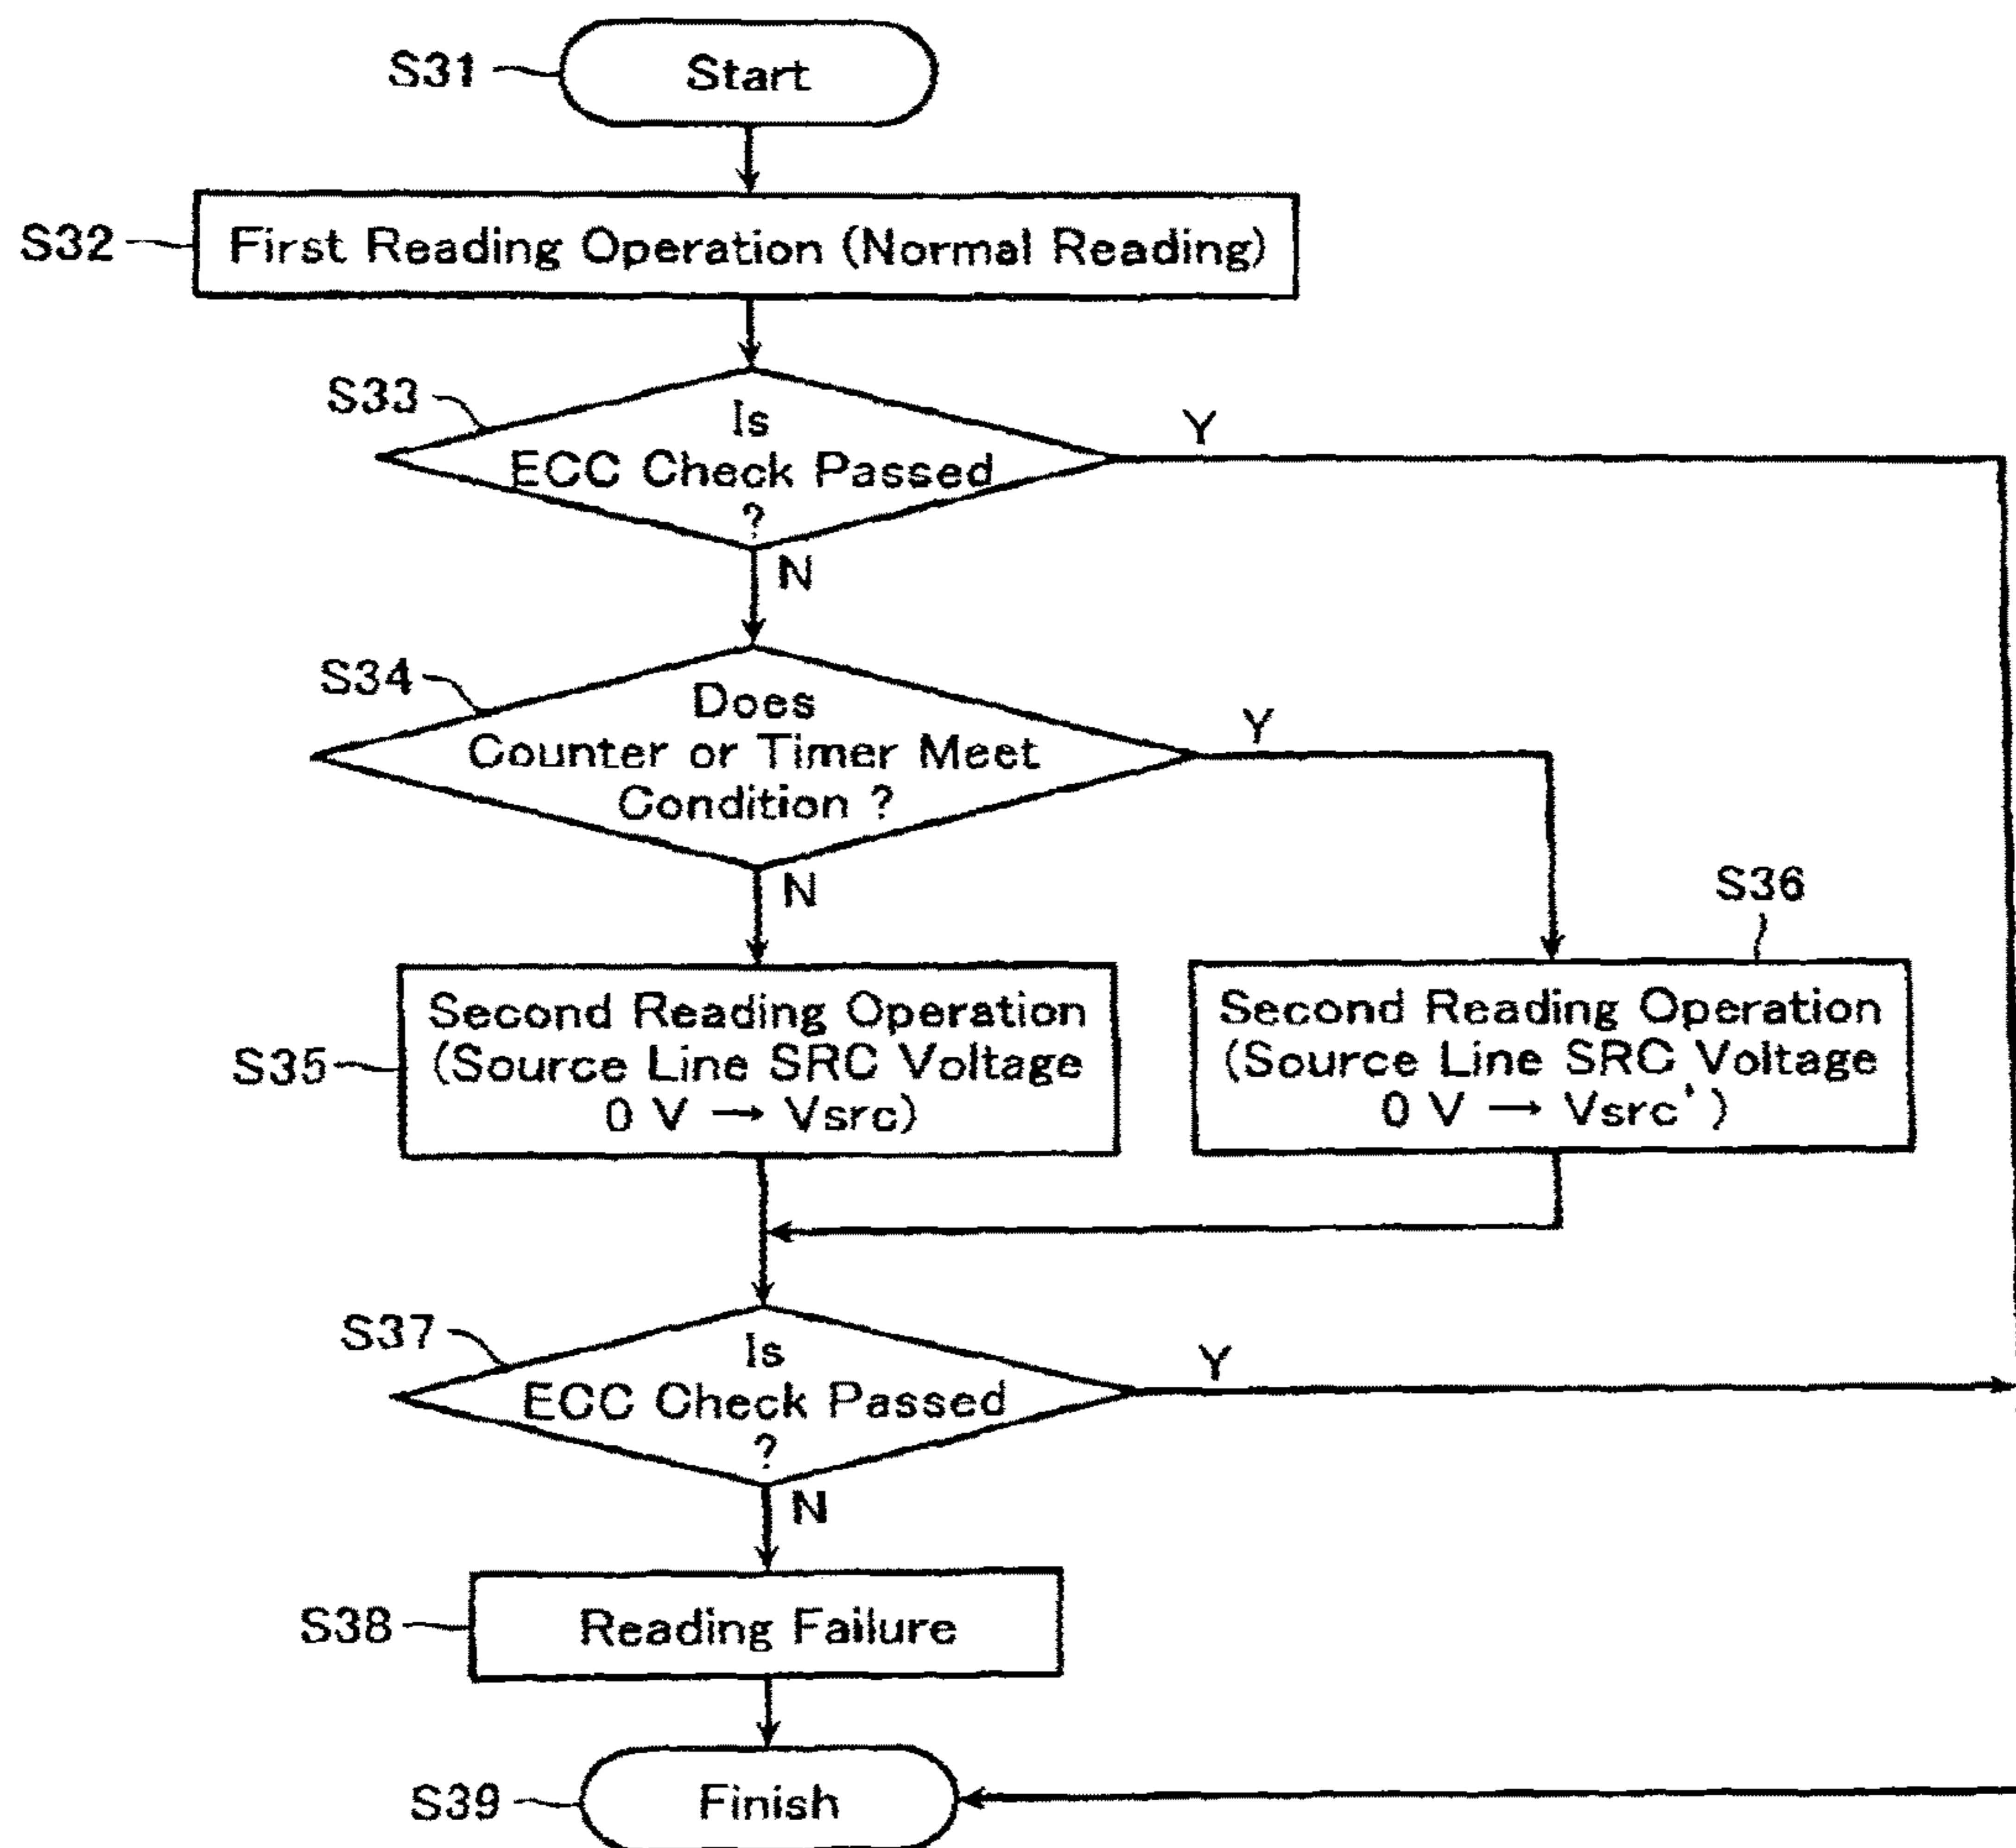 S31
Start
S32
First Reading Operation (Normal Reading)
S33
Is
ECC Check Passed
?
Y
N
S34
Does
Counter or Timer Meet
Condition ?
Y
N
S36
S35
Second Reading Operation
(Source Line SRC Voltage
0 V → Vsrc)
Second Reading Operation
(Source Line SRC Voltage
0 V → Vsrc')
S37
Is
ECC Check Passed
?
Y
N
S38
Reading Failure
S39
Finish